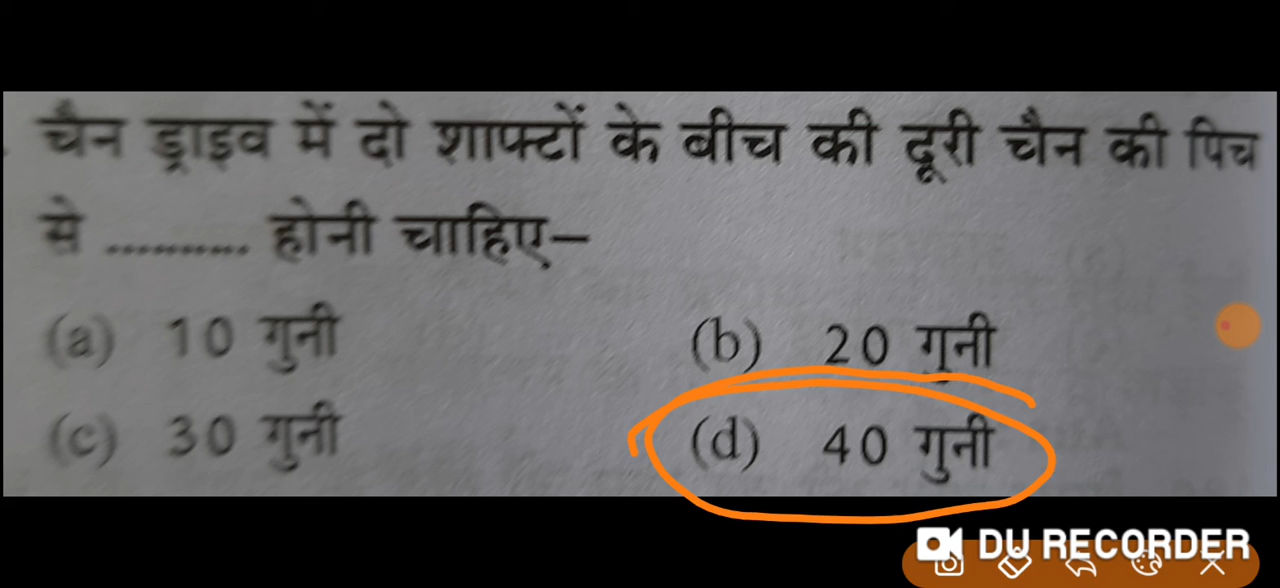 चैन ड्राइव में दो शाफ्टों के बीच की दूरी चैन की पिच
से .......... होनी चाहिए–
(a) 10 गुनी (b) 20 गुनी
(c) 30 गुनी (d) 40 गुनी
DU RECORDER